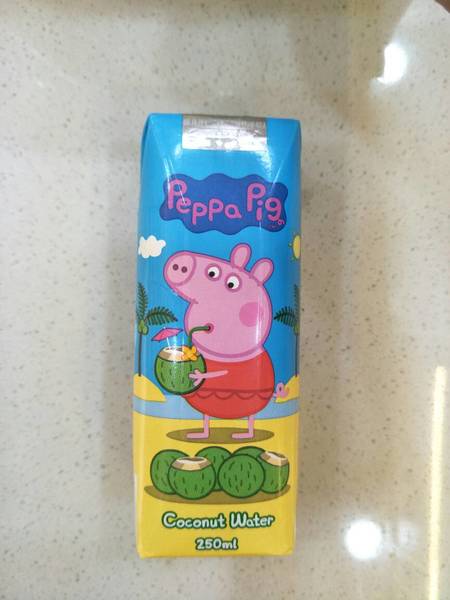 Peppa Pig
Coconut Water
250ml